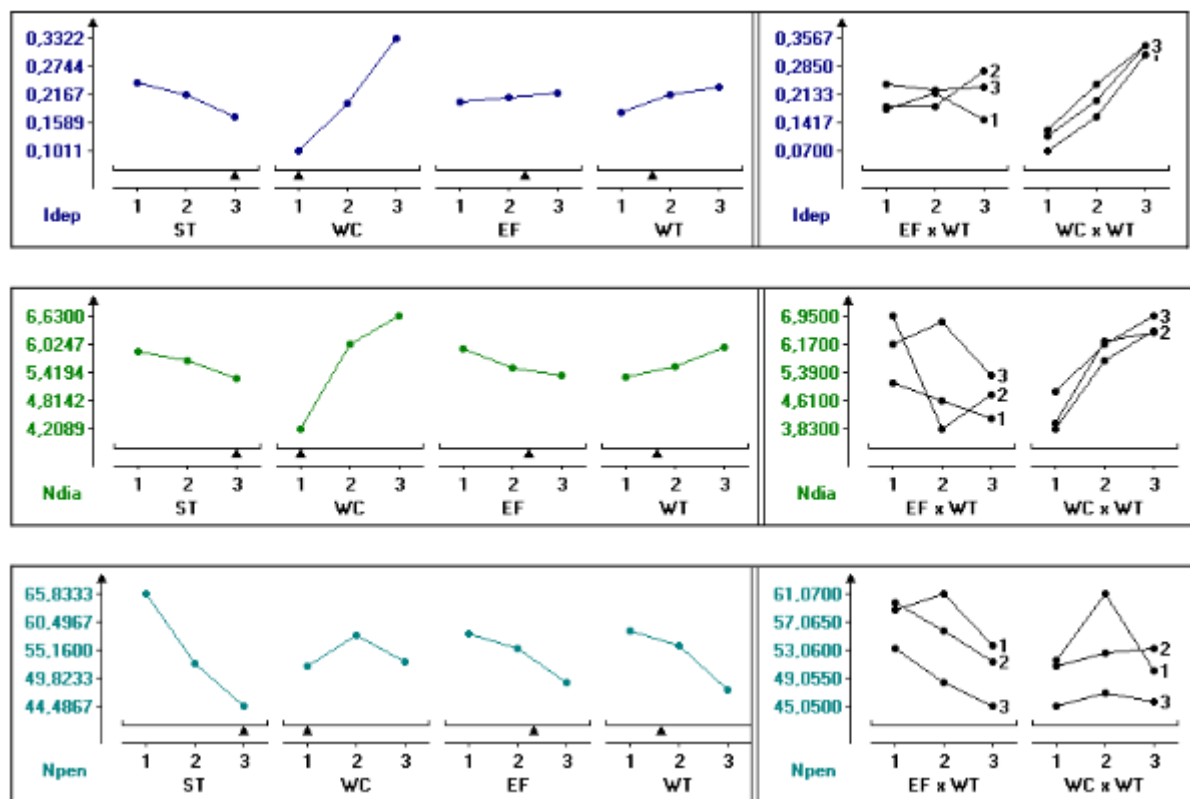 0,3322
0,2744
0,2167
0,1589
0,1011
Idep
1 2 3 1 2 3 1 2 3 1 2 3
ST WC EF WT
0,3567
0,2850
0,2133
0,1417
0,0700
Idep
2
3
1
3
1 2 3 1 2 3
EF x WT WC x WT
6,6300
6,0247
5,4194
4,8142
4,2089
Ndia
1 2 3 1 2 3 1 2 3 1 2 3
ST WC EF WT
6,9500
6,1700
5,3900
4,6100
3,8300
Ndia
3
2
1
3
2
1 2 3 1 2 3
EF x WT WC x WT
65,8333
60,4967
55,1600
49,8233
44,4867
Npen
1 2 3 1 2 3 1 2 3 1 2 3
ST WC EF WT
61,0700
57,0650
53,0600
49,0550
45,0500
Npen
1
2
3
2
1
3
1 2 3 1 2 3
EF x WT WC x WT